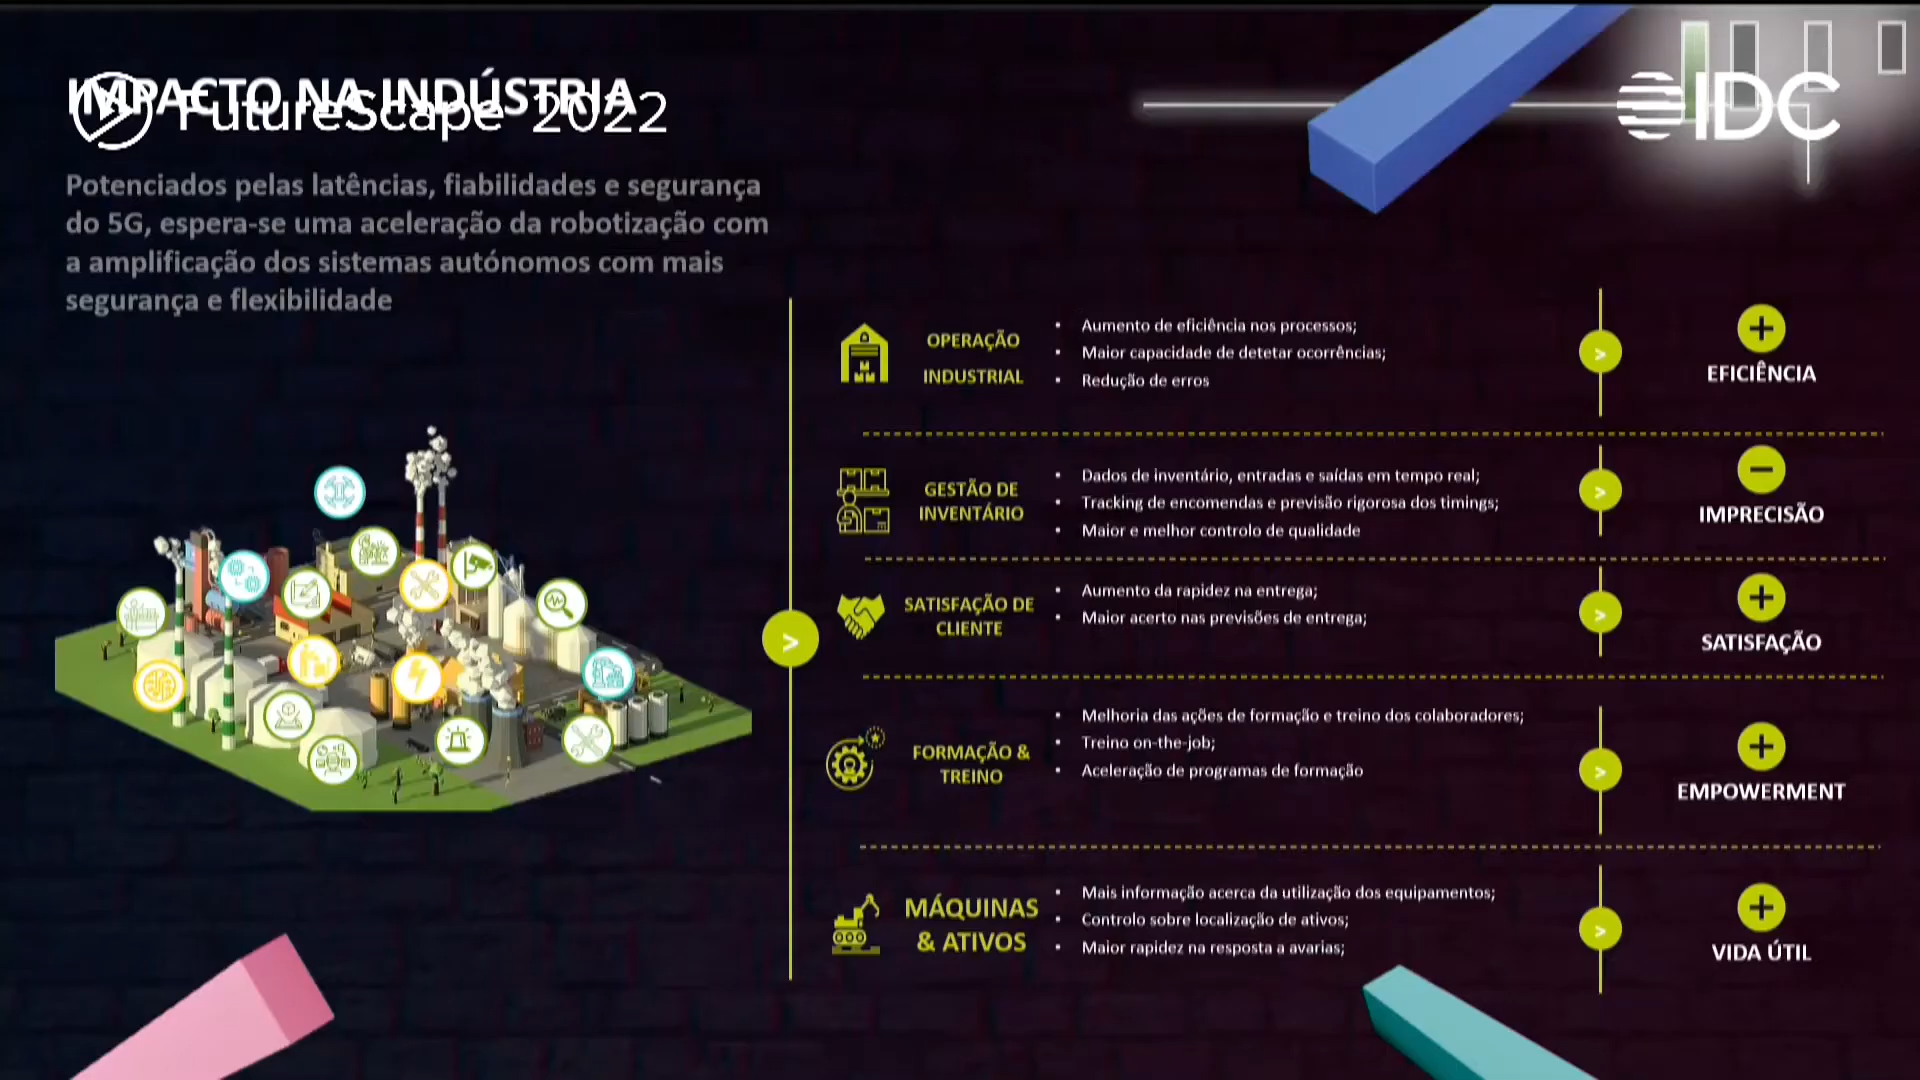 IMPACTO NA INDÚSTRIA
FutureScape 2022
IDC
Potenciados pelas latências, fiabilidades e segurança
do 5G, espera-se uma aceleração da robotização com
a amplificação dos sistemas autónomos com mais
segurança e flexibilidade
OPERAÇÃO
INDUSTRIAL
• Aumento de eficiência nos processos;
• Maior capacidade de detetar ocorrências;
• Redução de erros
>
+
EFICIÊNCIA
GESTÃO DE
INVENTÁRIO
• Dados de inventário, entradas e saídas em tempo real;
• Tracking de encomendas e previsão rigorosa dos timings;
• Maior e melhor controlo de qualidade
>
−
IMPRECISÃO
>
SATISFAÇÃO DE
CLIENTE
• Aumento da rapidez na entrega;
• Maior acerto nas previsões de entrega;
>
+
SATISFAÇÃO
FORMAÇÃO &
TREINO
• Melhoria das ações de formação e treino dos colaboradores;
• Treino on-the-job;
• Aceleração de programas de formação
>
+
EMPOWERMENT
MÁQUINAS
& ATIVOS
• Mais informação acerca da utilização dos equipamentos;
• Controlo sobre localização de ativos;
• Maior rapidez na resposta a avarias;
>
+
VIDA ÚTIL